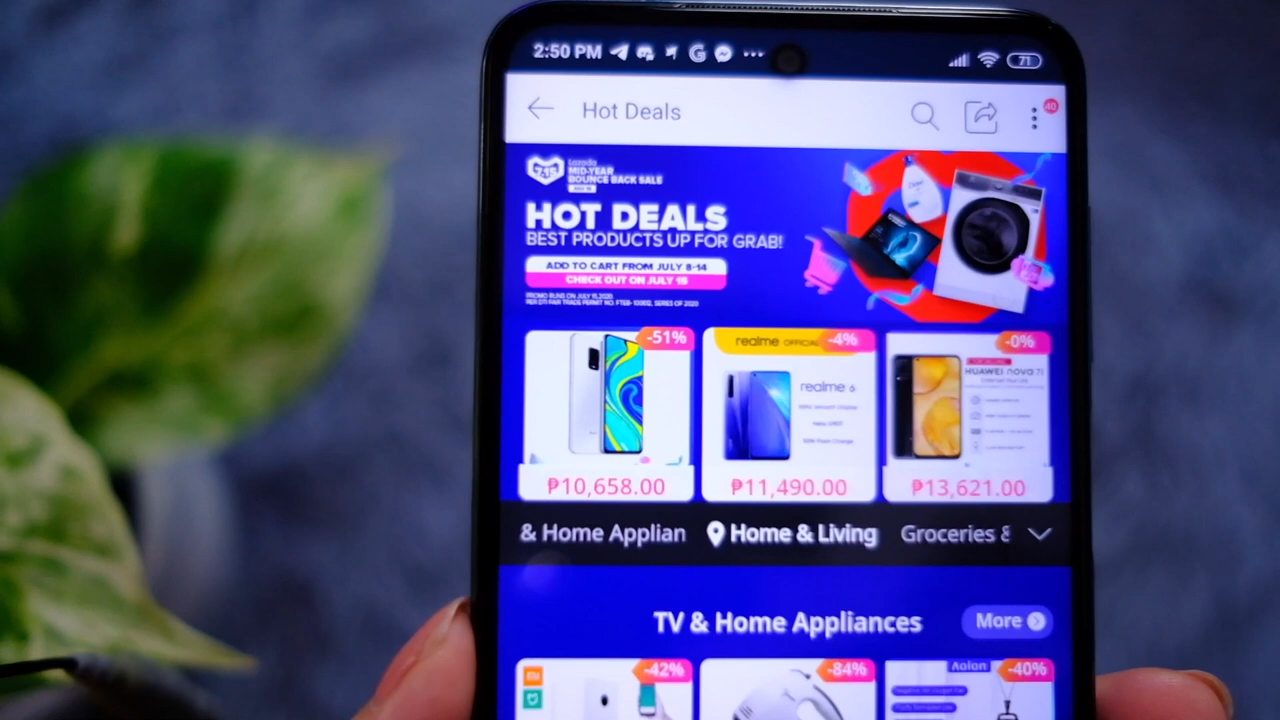 2:50 PM
71
Hot Deals
40
Lazada
MID-YEAR
BOUNCE BACK SALE
HOT DEALS
BEST PRODUCTS UP FOR GRAB!
ADD TO CART FROM JULY 8-14
CHECK OUT ON JULY 15
-51%
realme OFFICIAL
-4%
-0%
realme 6
HUAWEI nova 7i
₱10,658.00
₱11,490.00
₱13,621.00
& Home Applian
Home & Living
Groceries &
TV & Home Appliances
More
-42%
-84%
-40%